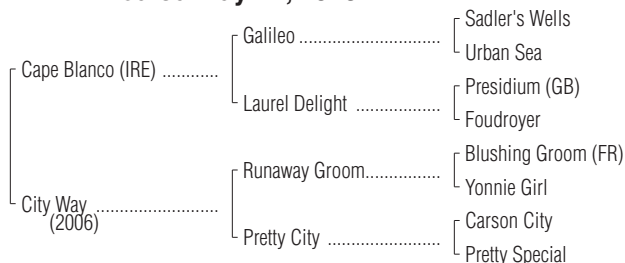 Sadler's Wells
Galileo ................................
Urban Sea
Cape Blanco (IRE) ............
Presidium (GB)
Laurel Delight ...................
Foudroyer
Blushing Groom (FR)
Runaway Groom.................
Yonnie Girl
City Way ..........................
(2006)
Carson City
Pretty City .........................
Pretty Special